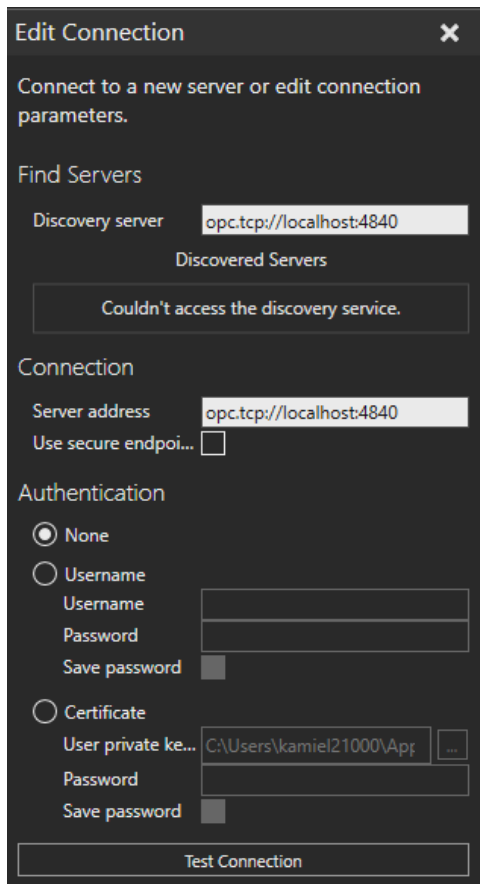 Edit Connection
Connect to a new server or edit connection
parameters.
Find Servers
Discovery server opc.tcp://localhost:4840
Discovered Servers
Couldn't access the discovery service.
Connection
Server address opc.tcp://localhost:4840
Use secure endpoi...
Authentication
None
Username
Username
Password
Save password
Certificate
User private ke... C:\Users\kamiel21000\App ...
Password
Save password
Test Connection